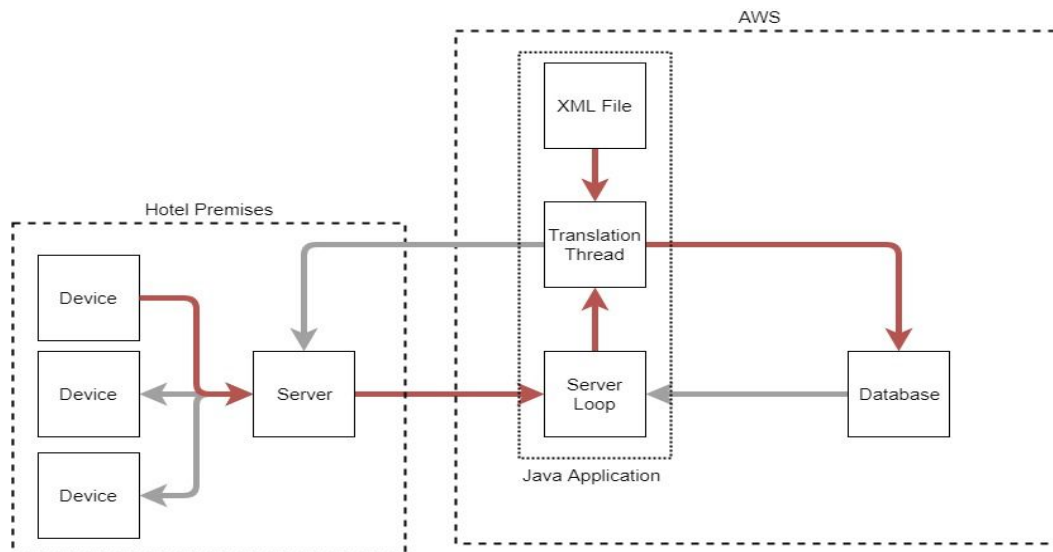 AWS
XML File
Hotel Premises
Translation
Thread
Device
Device
Server
Server
Loop
Database
Java Application
Device